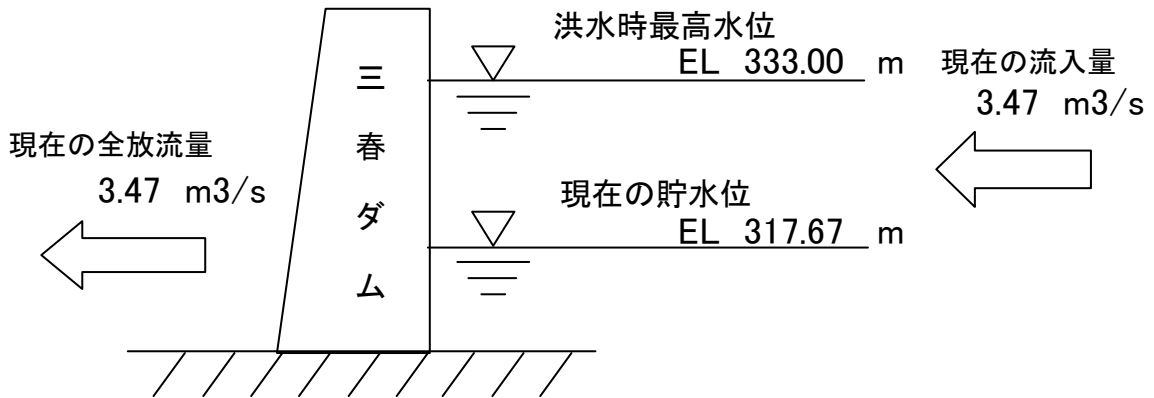 洪水時最高水位
EL 333.00 m
現在の流入量
3.47 m3/s
現在の全放流量
3.47 m3/s
三春ダム
現在の貯水位
EL 317.67 m